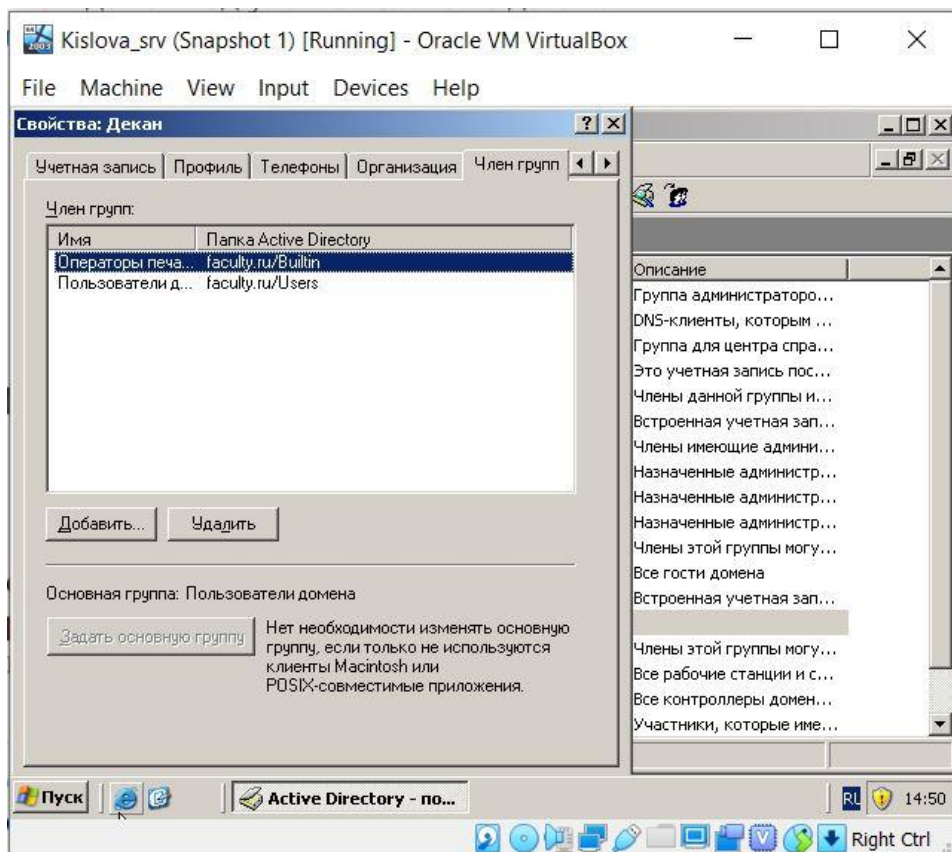 Kislova_srv (Snapshot 1) [Running] - Oracle VM VirtualBox
File Machine View Input Devices Help
Свойства: Декан
Учетная запись Профиль Телефоны Организация Член групп
Член групп:
Имя Папка Active Directory
Операторы печа... faculty.ru/Builtin
Пользователи д... faculty.ru/Users
Добавить... Удалить
Основная группа: Пользователи домена
Задать основную группу
Нет необходимости изменять основную
группу, если только не используются
клиенты Macintosh или
POSIX-совместимые приложения.
Описание
Группа администраторо...
DNS-клиенты, которым ...
Группа для центра спра...
Это учетная запись пос...
Члены данной группы и...
Встроенная учетная зап...
Члены имеющие админи...
Назначенные администр...
Назначенные администр...
Назначенные администр...
Члены этой группы могу...
Все гости домена
Встроенная учетная зап...
Члены этой группы могу...
Все рабочие станции и с...
Все контроллеры домен...
Участники, которые име...
Пуск Active Directory - по... RU 14:50
Right Ctrl